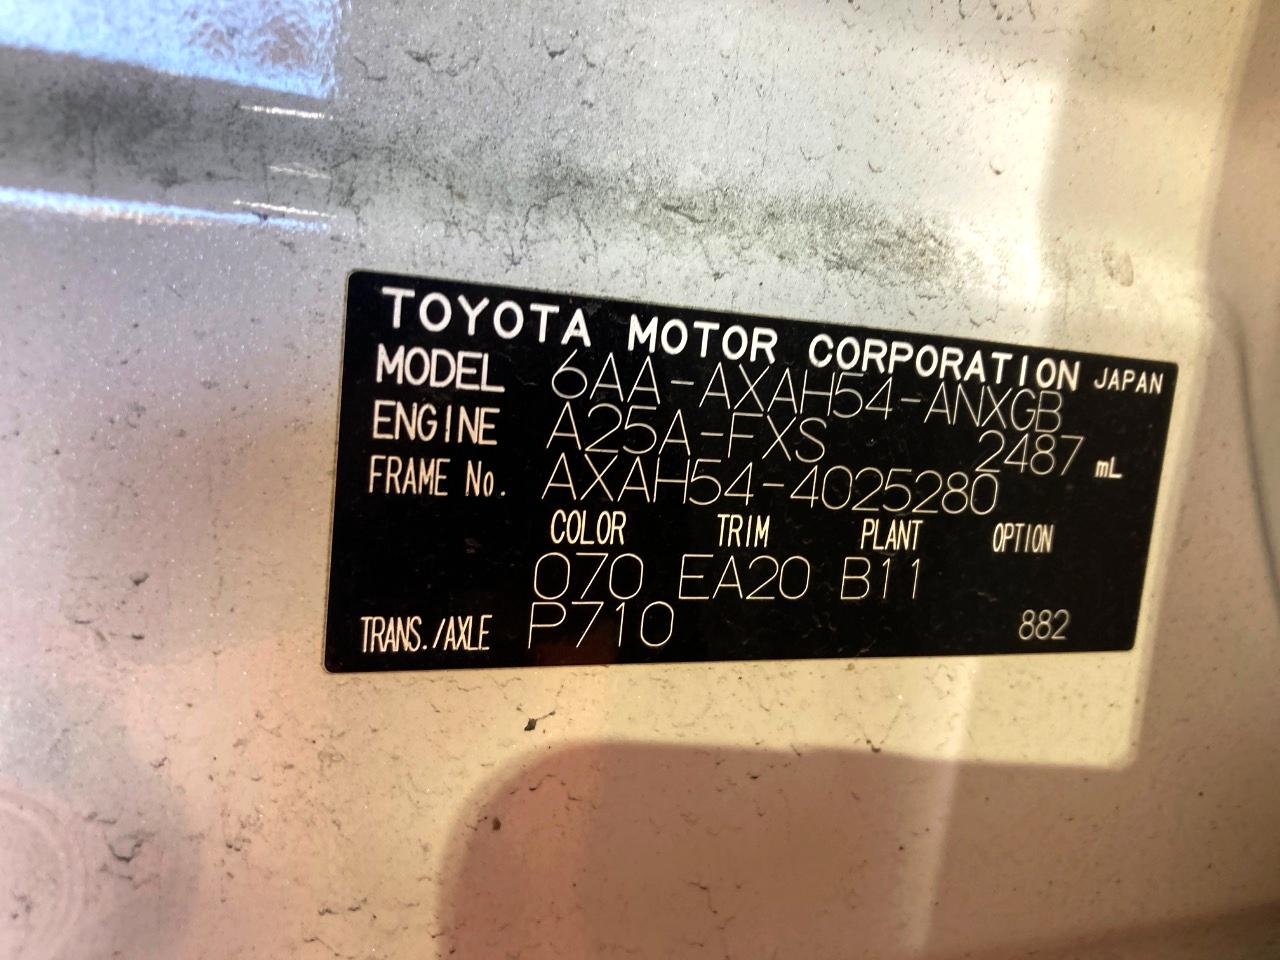 TOYOTA MOTOR CORPORATION JAPAN
MODEL 6AA-AXAH54-ANXGB
ENGINE A25A-FXS 2487 mL
FRAME No. AXAH54-4025280
COLOR TRIM PLANT OPTION
070 EA20 B11
TRANS./AXLE P710 882